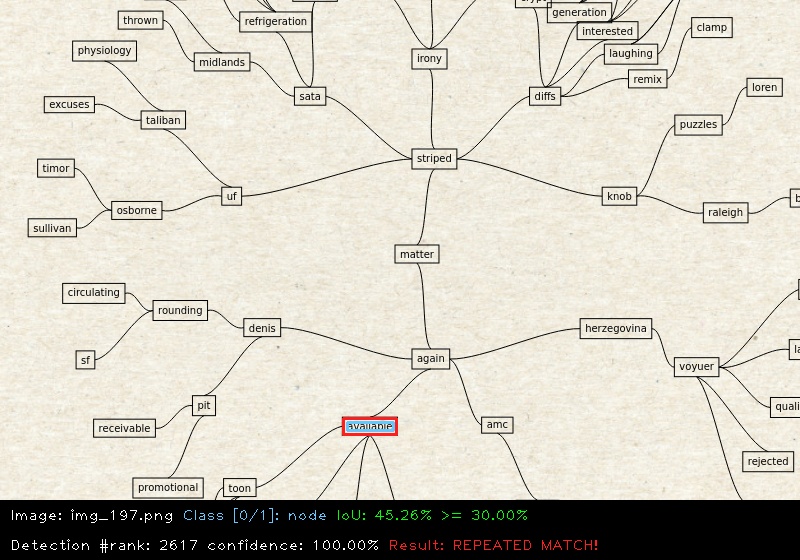 thrown
refrigeration
generation
interested
clamp
physiology
midlands
irony
laughing
remix
loren
sata
diffs
excuses
taliban
puzzles
striped
timor
uf
knob
osborne
raleigh
sullivan
matter
circulating
rounding
denis
herzegovina
again
sf
voyuer
pit
receivable
available
amc
rejected
promotional
toon
Image: img_197.png Class [0/1]: node IoU: 45.26% >= 30.00%
Detection #rank: 2617 confidence: 100.00% Result: REPEATED MATCH!